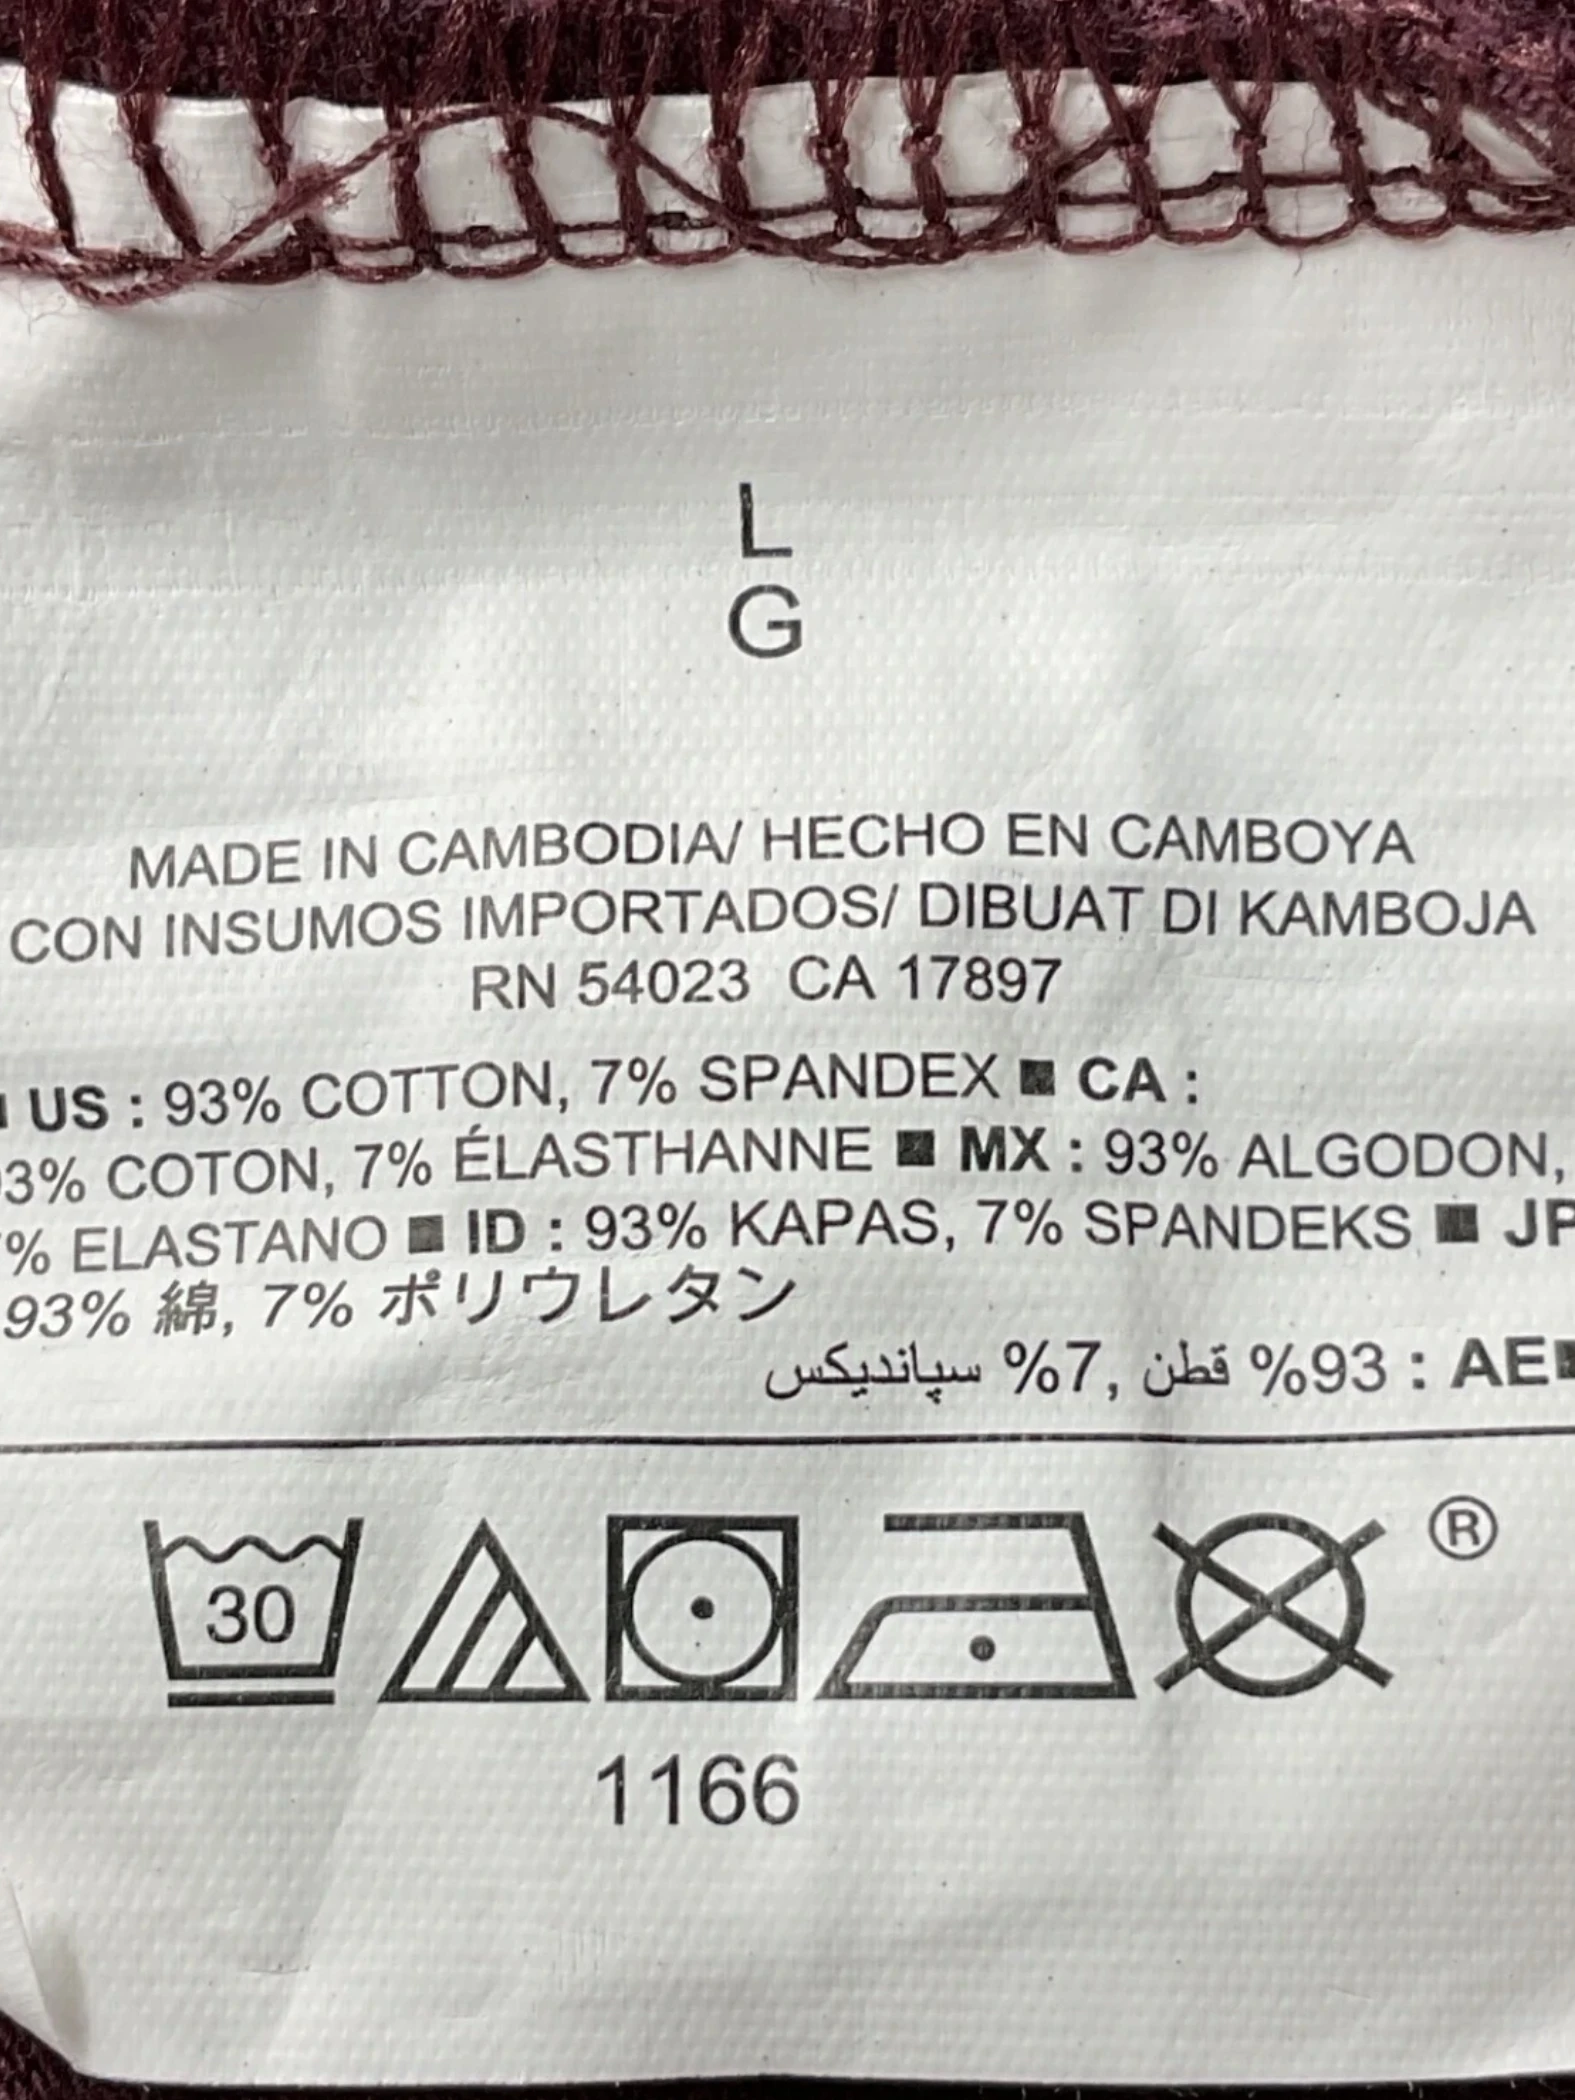 L
G
MADE IN CAMBODIA/ HECHO EN CAMBOYA
CON INSUMOS IMPORTADOS/ DIBUAT DI KAMBOJA
RN 54023 CA 17897
■ US : 93% COTTON, 7% SPANDEX ■ CA :
93% COTON, 7% ÉLASTHANNE ■ MX : 93% ALGODON,
7% ELASTANO ■ ID : 93% KAPAS, 7% SPANDEKS ■ JP
93% 綿, 7% ポリウレタン
■AE : 93% قطن, 7% سپانديكس
30
®
1166